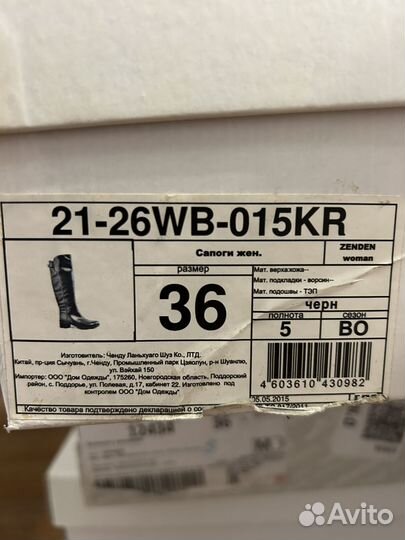 21-26WB-015KR
Сапоги жен.
ZENDEN
woman
размер
36
Мат. верха:кожа--
Мат. подкладки - ворсин--
Мат. подошвы - ТЭП
черн
полнота
сезон
5
ВО
Изготовитель: Ченду Ланьхуаго Шуз Ко., ЛТД.
Китай, пр-ция Сычуань, г.Ченду, Промышленный парк Цзяолун, р-н Шуанлю,
ул. Вайхай 150
Импортер: ООО "Дом Одежды", 175260, Новгородская область, Поддорский
район, с. Поддорье, ул. Полевая, д.17, кабинет 22. Изготовлено под
контролем ООО "Дом Одежды"
Качество товара подтверждено декларацией о
4 603610 430982
05.05.2015
Avito